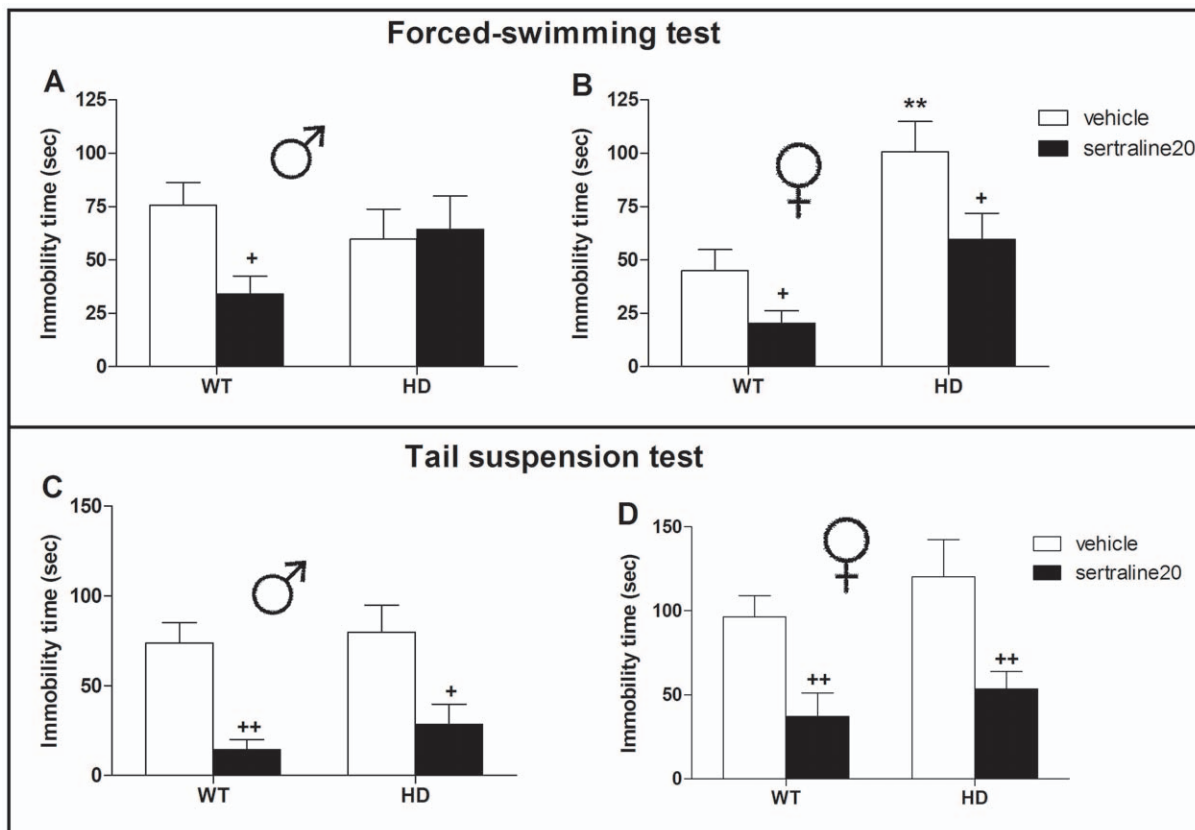 Forced-swimming test
A
Immobility time (sec)
125
100
75
50
25
0
+
WT
HD
B
Immobility time (sec)
125
100
75
50
25
0
+
**
+
WT
HD
vehicle
sertraline20
Tail suspension test
C
Immobility time (sec)
150
100
50
0
++
+
WT
HD
D
Immobility time (sec)
150
100
50
0
++
++
WT
HD
vehicle
sertraline20